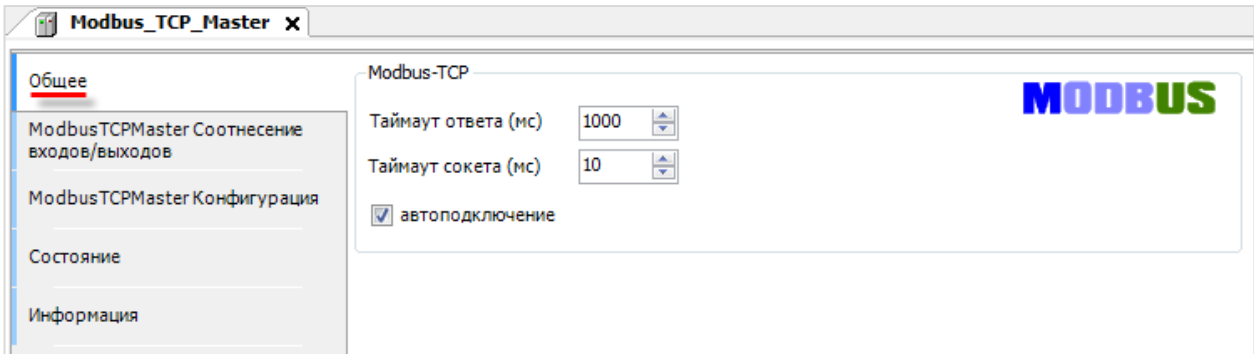 Modbus_TCP_Master x
Общее
ModbusTCPMaster Соотнесение
входов/выходов
ModbusTCPMaster Конфигурация
Состояние
Информация
Modbus-TCP
MODBUS
Таймаут ответа (мс) 1000
Таймаут сокета (мс) 10
автоподключение